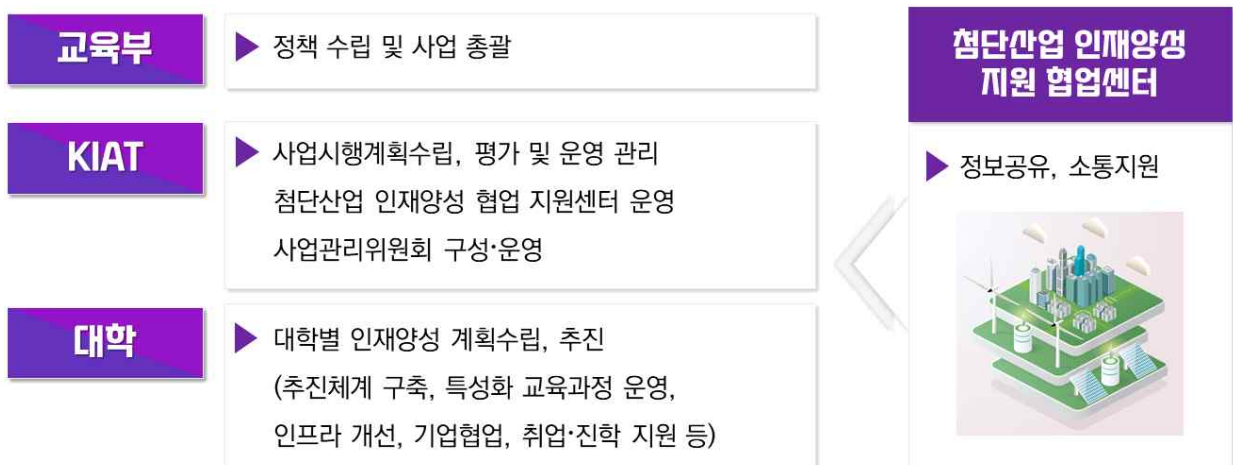 교육부
정책 수립 및 사업 총괄
KIAT
사업시행계획수립, 평가 및 운영 관리
첨단산업 인재양성 협업 지원센터 운영
사업관리위원회 구성·운영
대학
대학별 인재양성 계획수립, 추진
(추진체계 구축, 특성화 교육과정 운영,
인프라 개선, 기업협업, 취업·진학 지원 등)
첨단산업 인재양성
지원 협업센터
정보공유, 소통지원